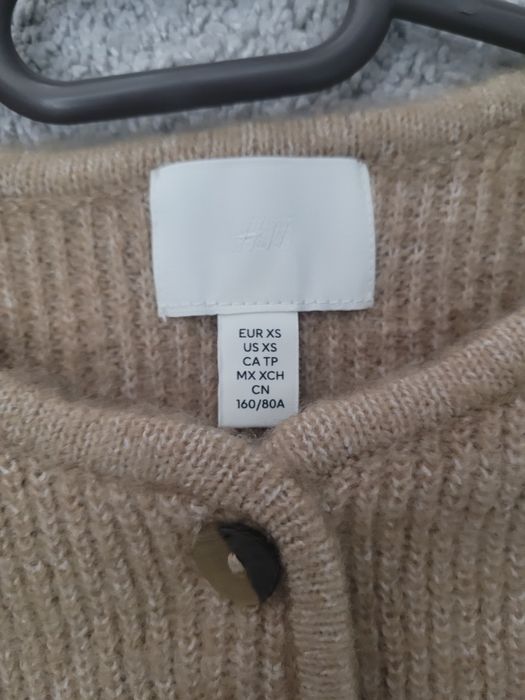 H&M
EUR XS
US XS
CA TP
MX XCH
CN
160/80A